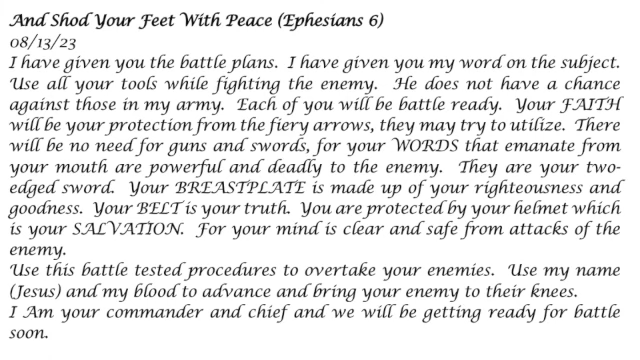 And Shod Your Feet With Peace (Ephesians 6)
08/13/23
I have given you the battle plans.  I have given you my word on the subject.
Use all your tools while fighting the enemy.  He does not have a chance
against those in my army.  Each of you will be battle ready.  Your FAITH
will be your protection from the fiery arrows, they may try to utilize.  There
will be no need for guns and swords, for your WORDS that emanate from
your mouth are powerful and deadly to the enemy.  They are your two-
edged sword.  Your BREASTPLATE is made up of your righteousness and
goodness.  Your BELT is your truth.  You are protected by your helmet which
is your SALVATION.  For your mind is clear and safe from attacks of the
enemy.
Use this battle tested procedures to overtake your enemies.  Use my name
(Jesus) and my blood to advance and bring your enemy to their knees.
I Am your commander and chief and we will be getting ready for battle
soon.